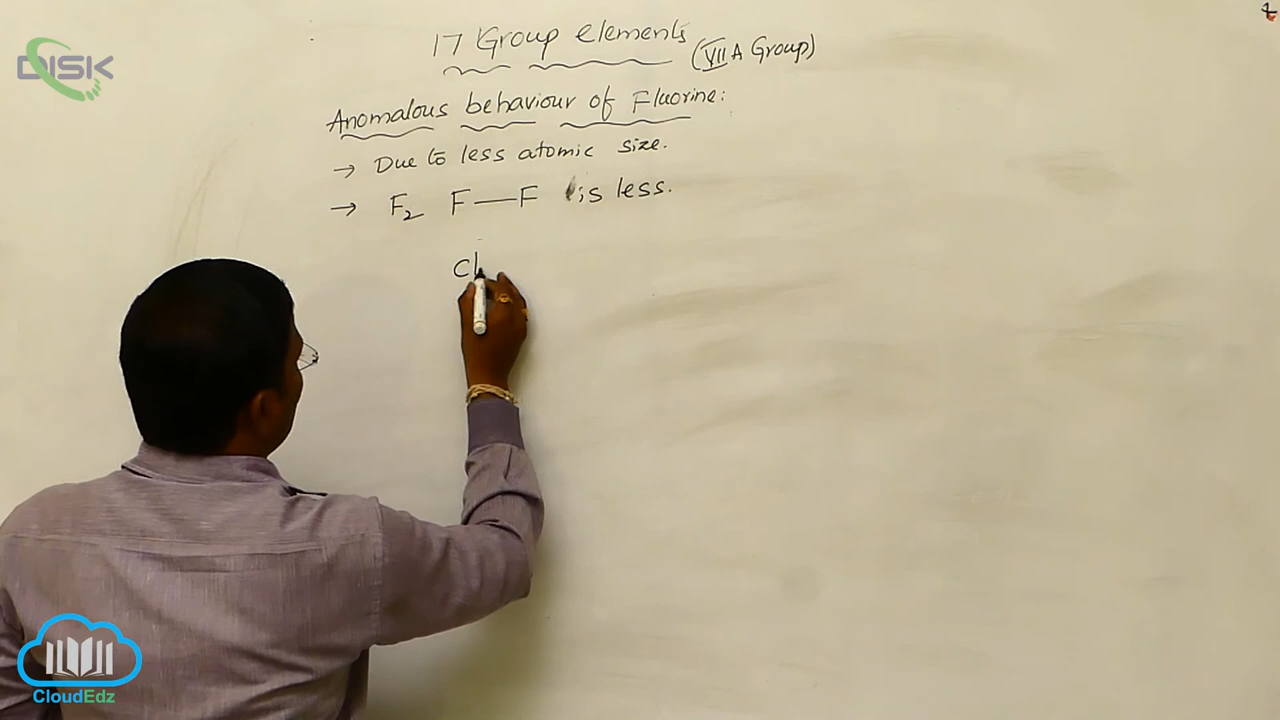 DISK
17 Group elements
(VII A Group)
Anomalous behaviour of Fluorine:
→ Due to less atomic size.
→ F₂ F—F is less.
Cl
CloudEdz